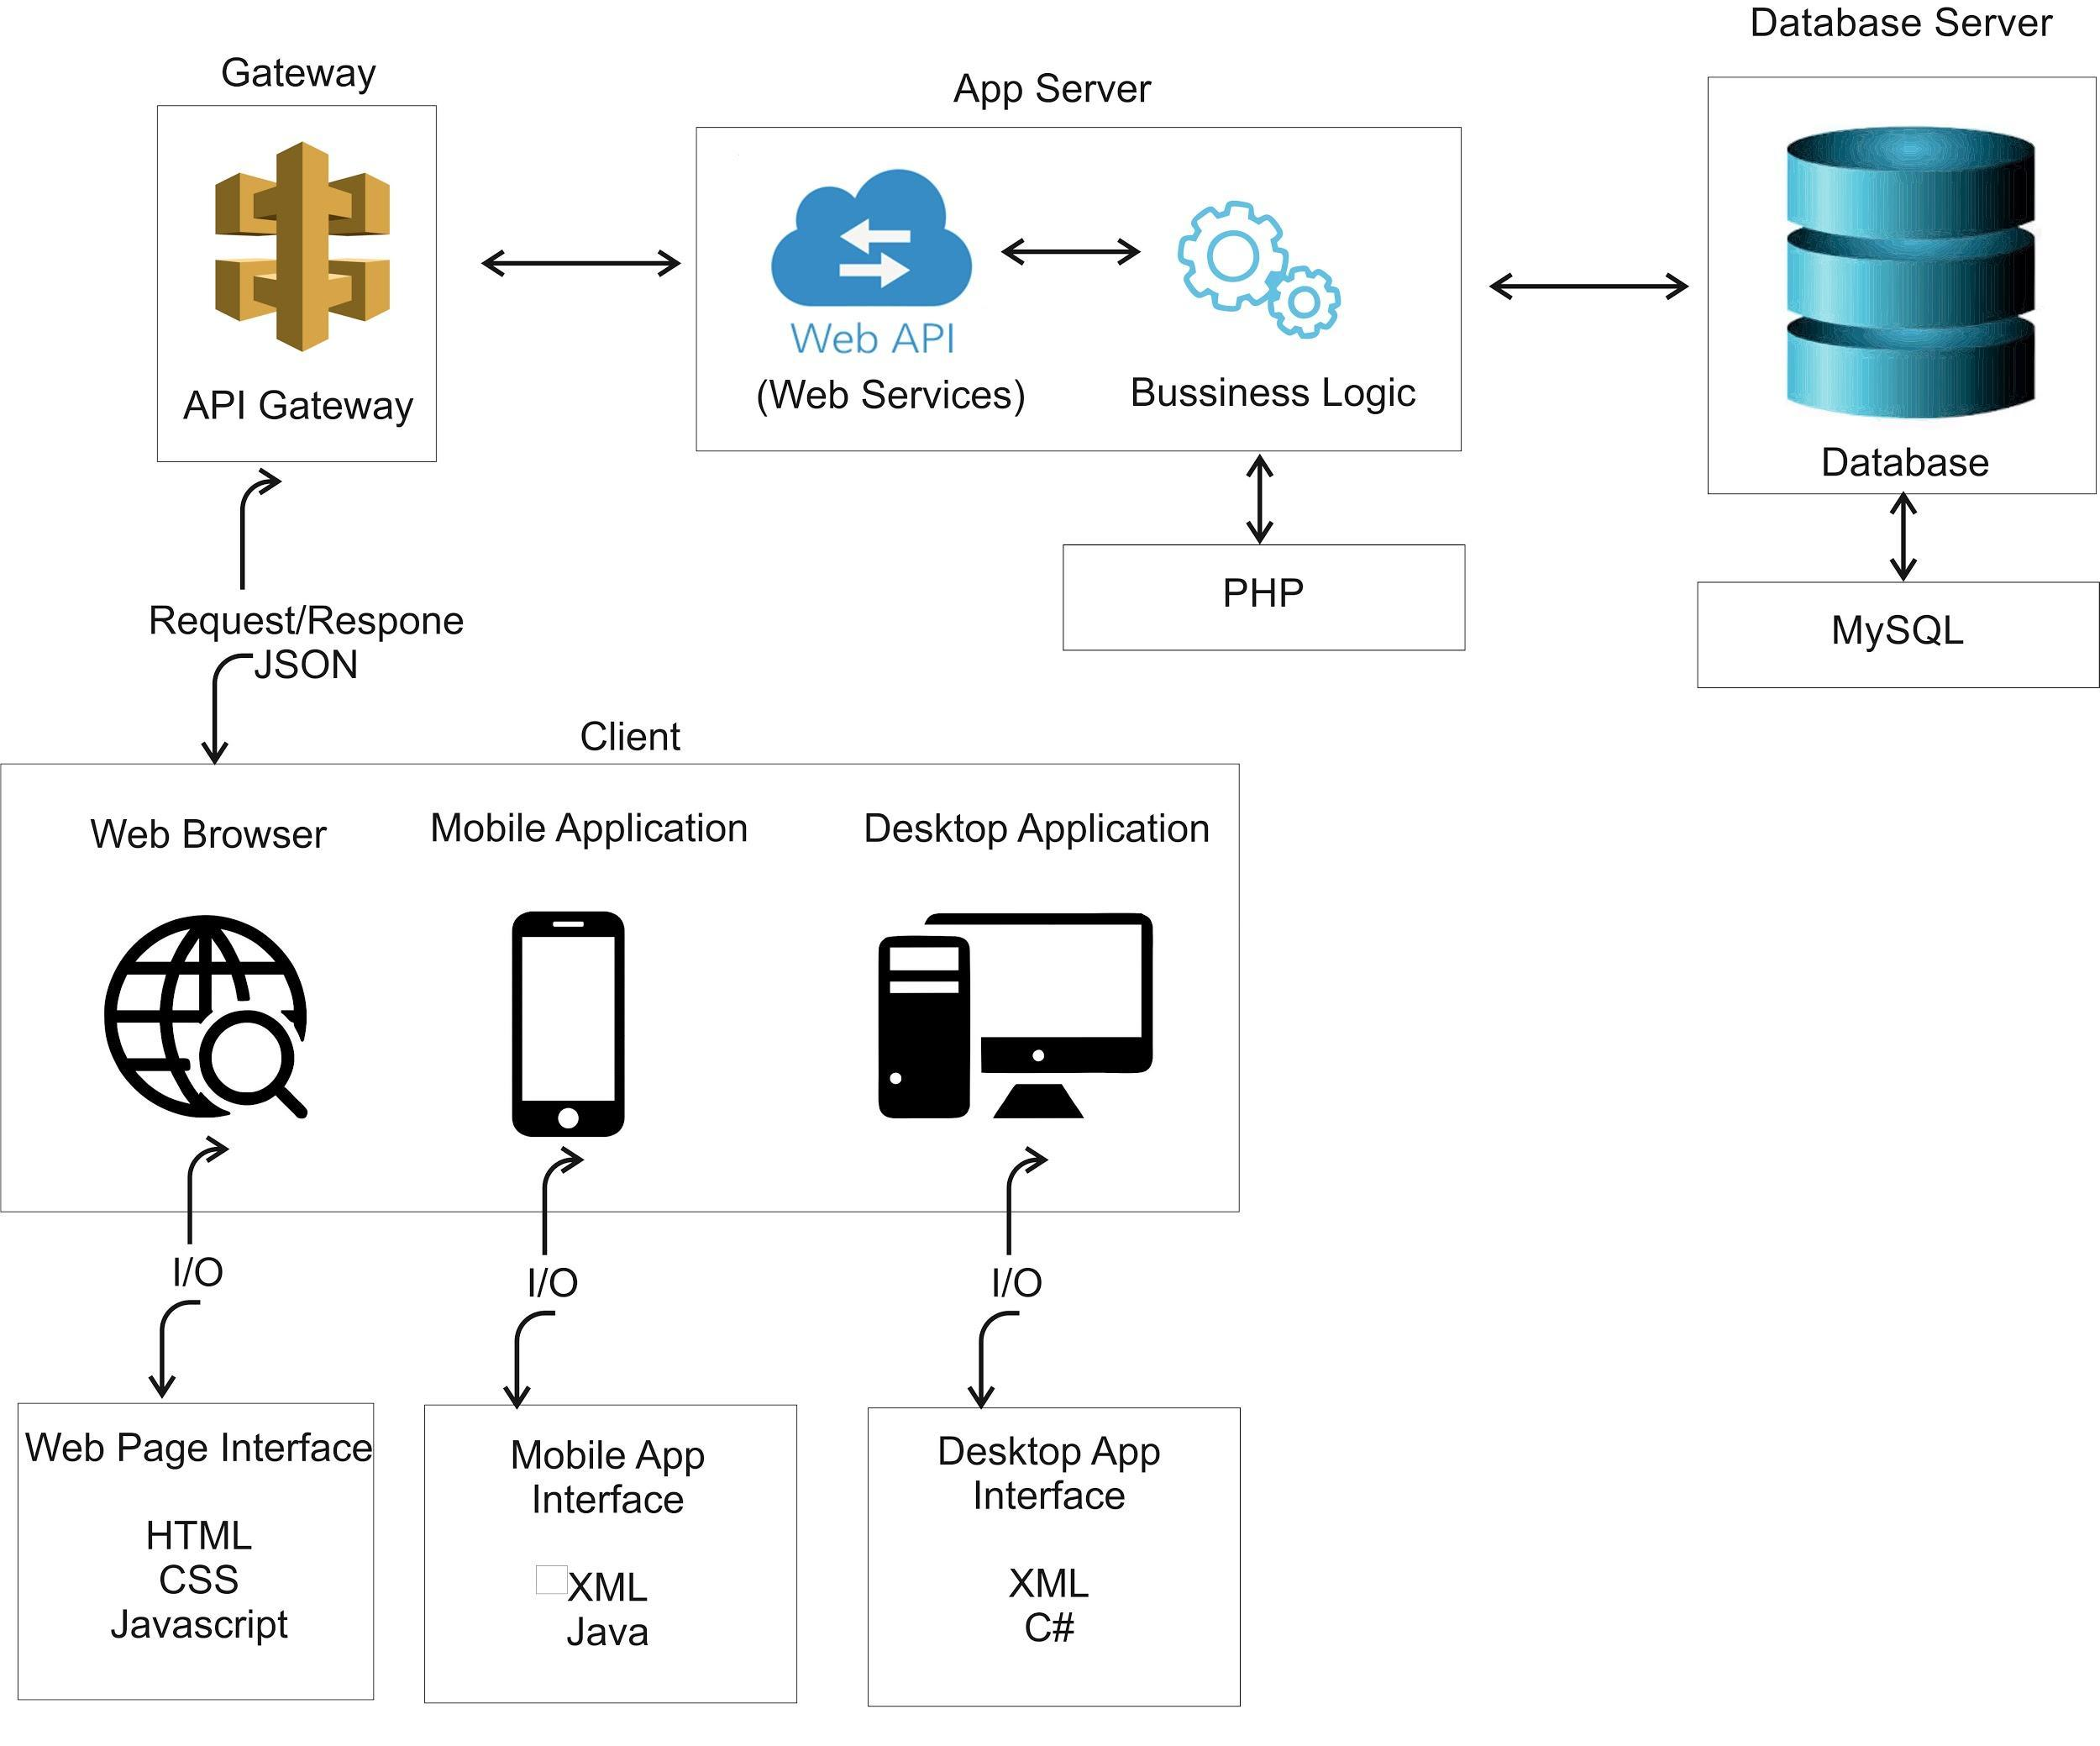 Database Server
Gateway
App Server
Web API
API Gateway
(Web Services)
Bussiness Logic
Database
PHP
MySQL
Request/Respone
JSON
Client
Web Browser
Mobile Application
Desktop Application
I/O
I/O
I/O
Web Page Interface
HTML
CSS
Javascript
Mobile App
Interface
XML
Java
Desktop App
Interface
XML
C#